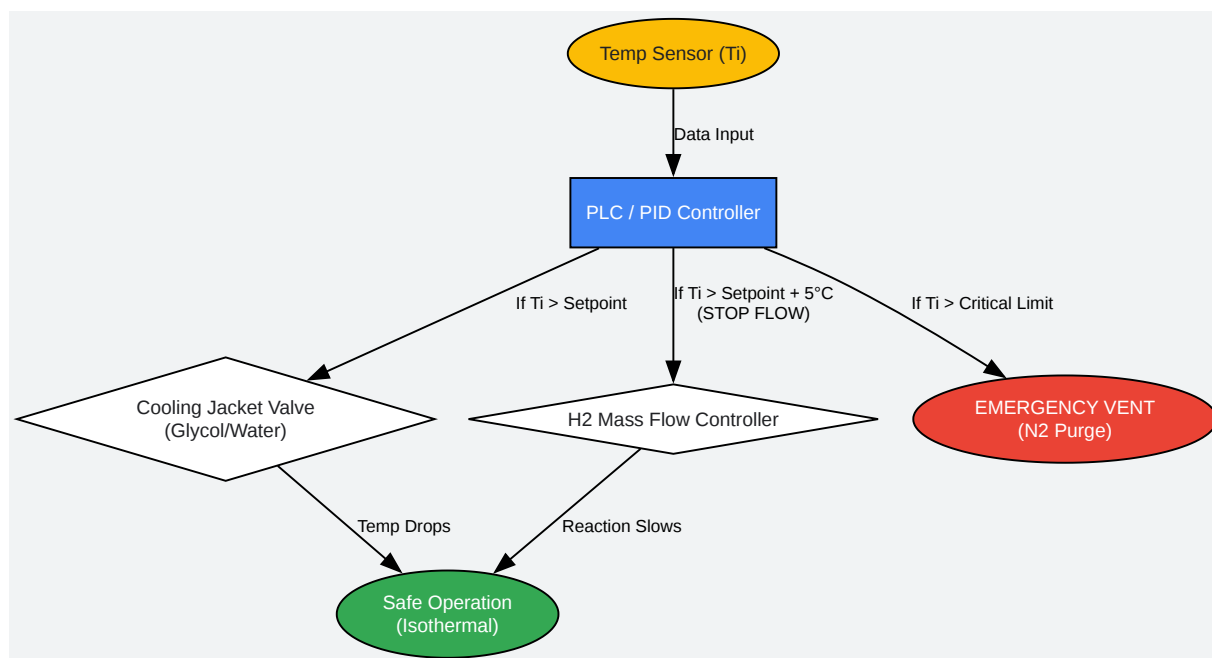 Temp Sensor (Ti)
Data Input
PLC / PID Controller
If Ti > Setpoint
If Ti > Setpoint + 5°C
(STOP FLOW)
If Ti > Critical Limit
Cooling Jacket Valve
(Glycol/Water)
H2 Mass Flow Controller
EMERGENCY VENT
(N2 Purge)
Temp Drops
Reaction Slows
Safe Operation
(Isothermal)